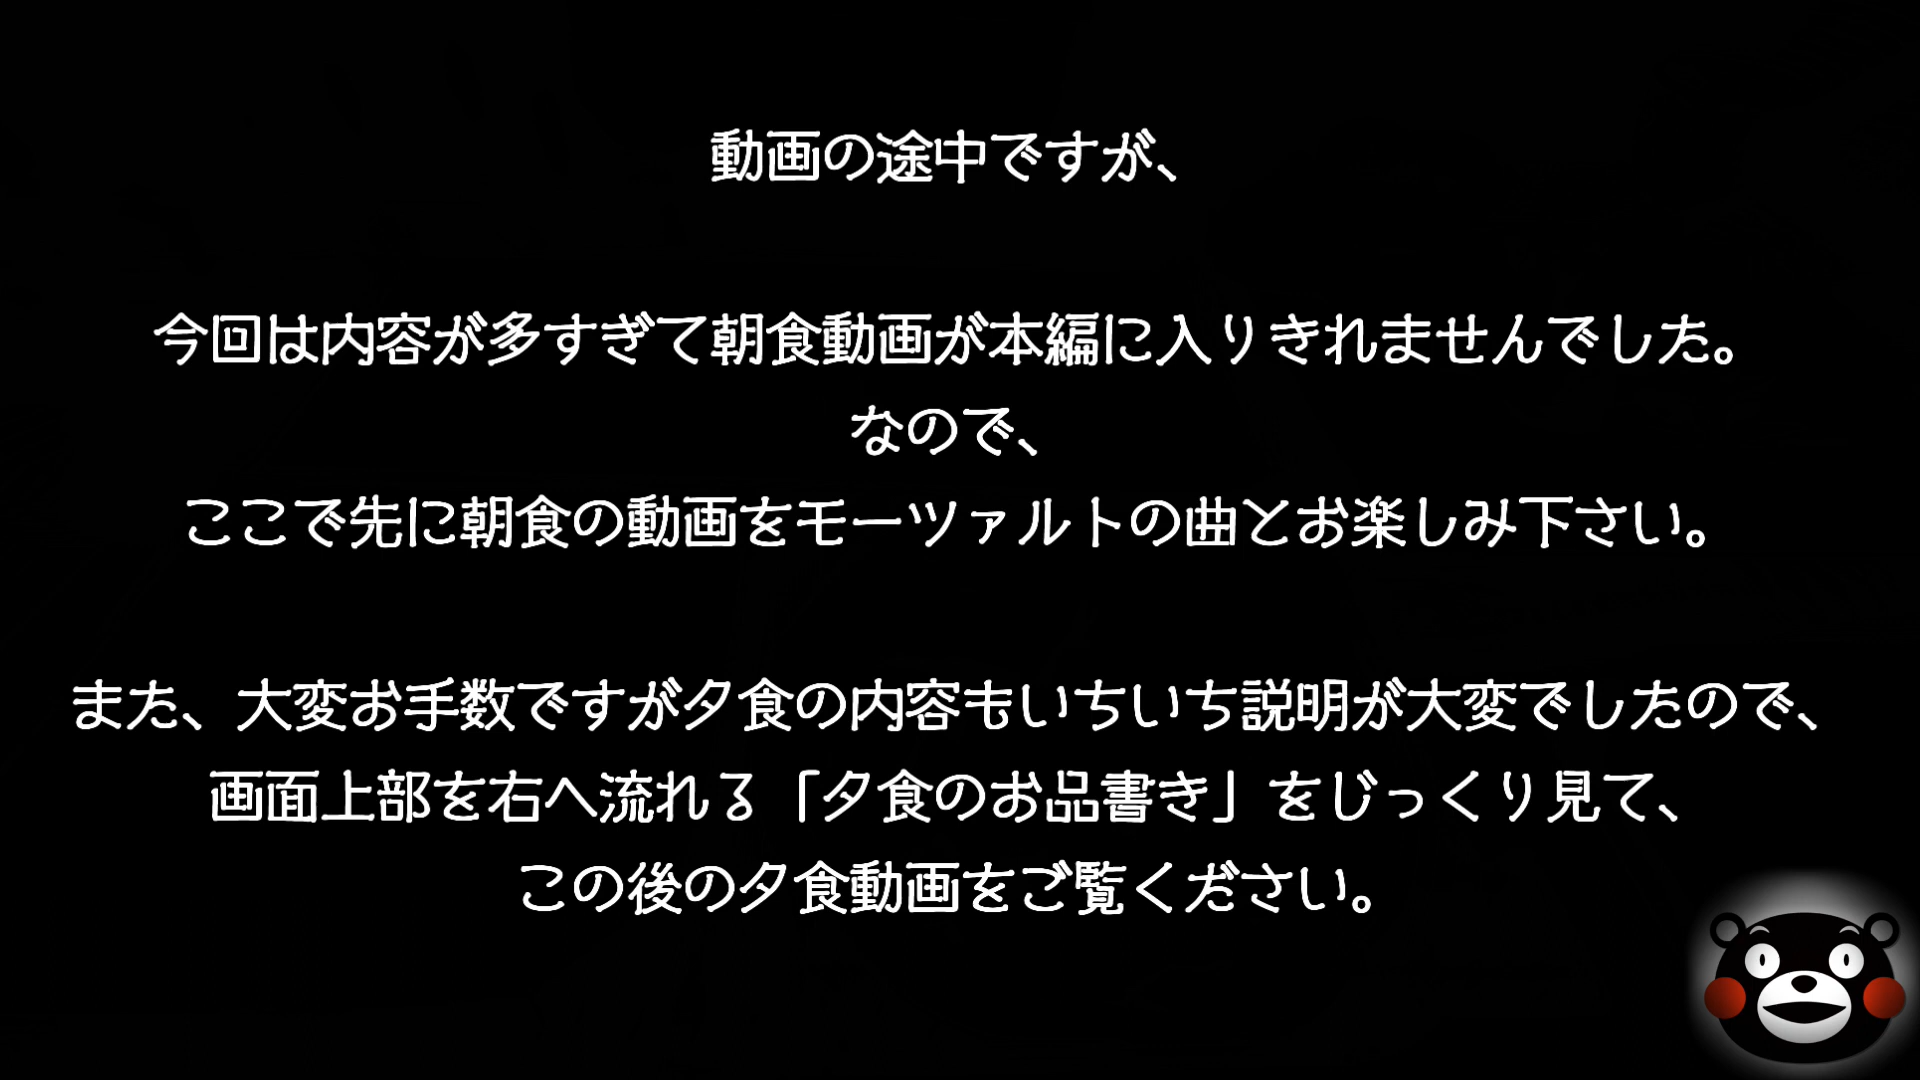 動画の途中ですが、
今回は内容が多すぎて朝食動画が本編に入りきれませんでした。
なので、
ここで先に朝食の動画をモーツァルトの曲とお楽しみ下さい。
また、大変お手数ですが夕食の内容もいちいち説明が大変でしたので、
画面上部を右へ流れる「夕食のお品書き」をじっくり見て、
この後の夕食動画をご覧ください。